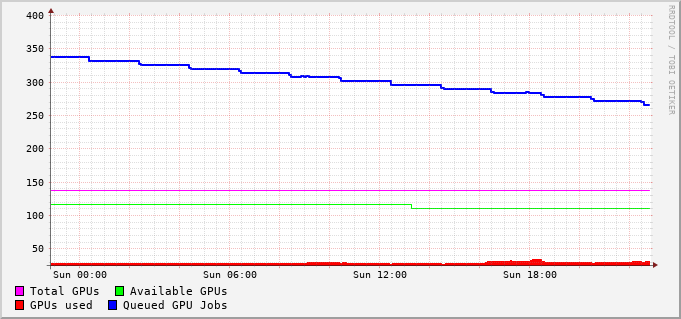 400
350
300
250
200
150
100
50
Sun 00:00 Sun 06:00 Sun 12:00 Sun 18:00
Total GPUs Available GPUs
GPUs used Queued GPU Jobs
RRDTOOL / TOBI OETIKER